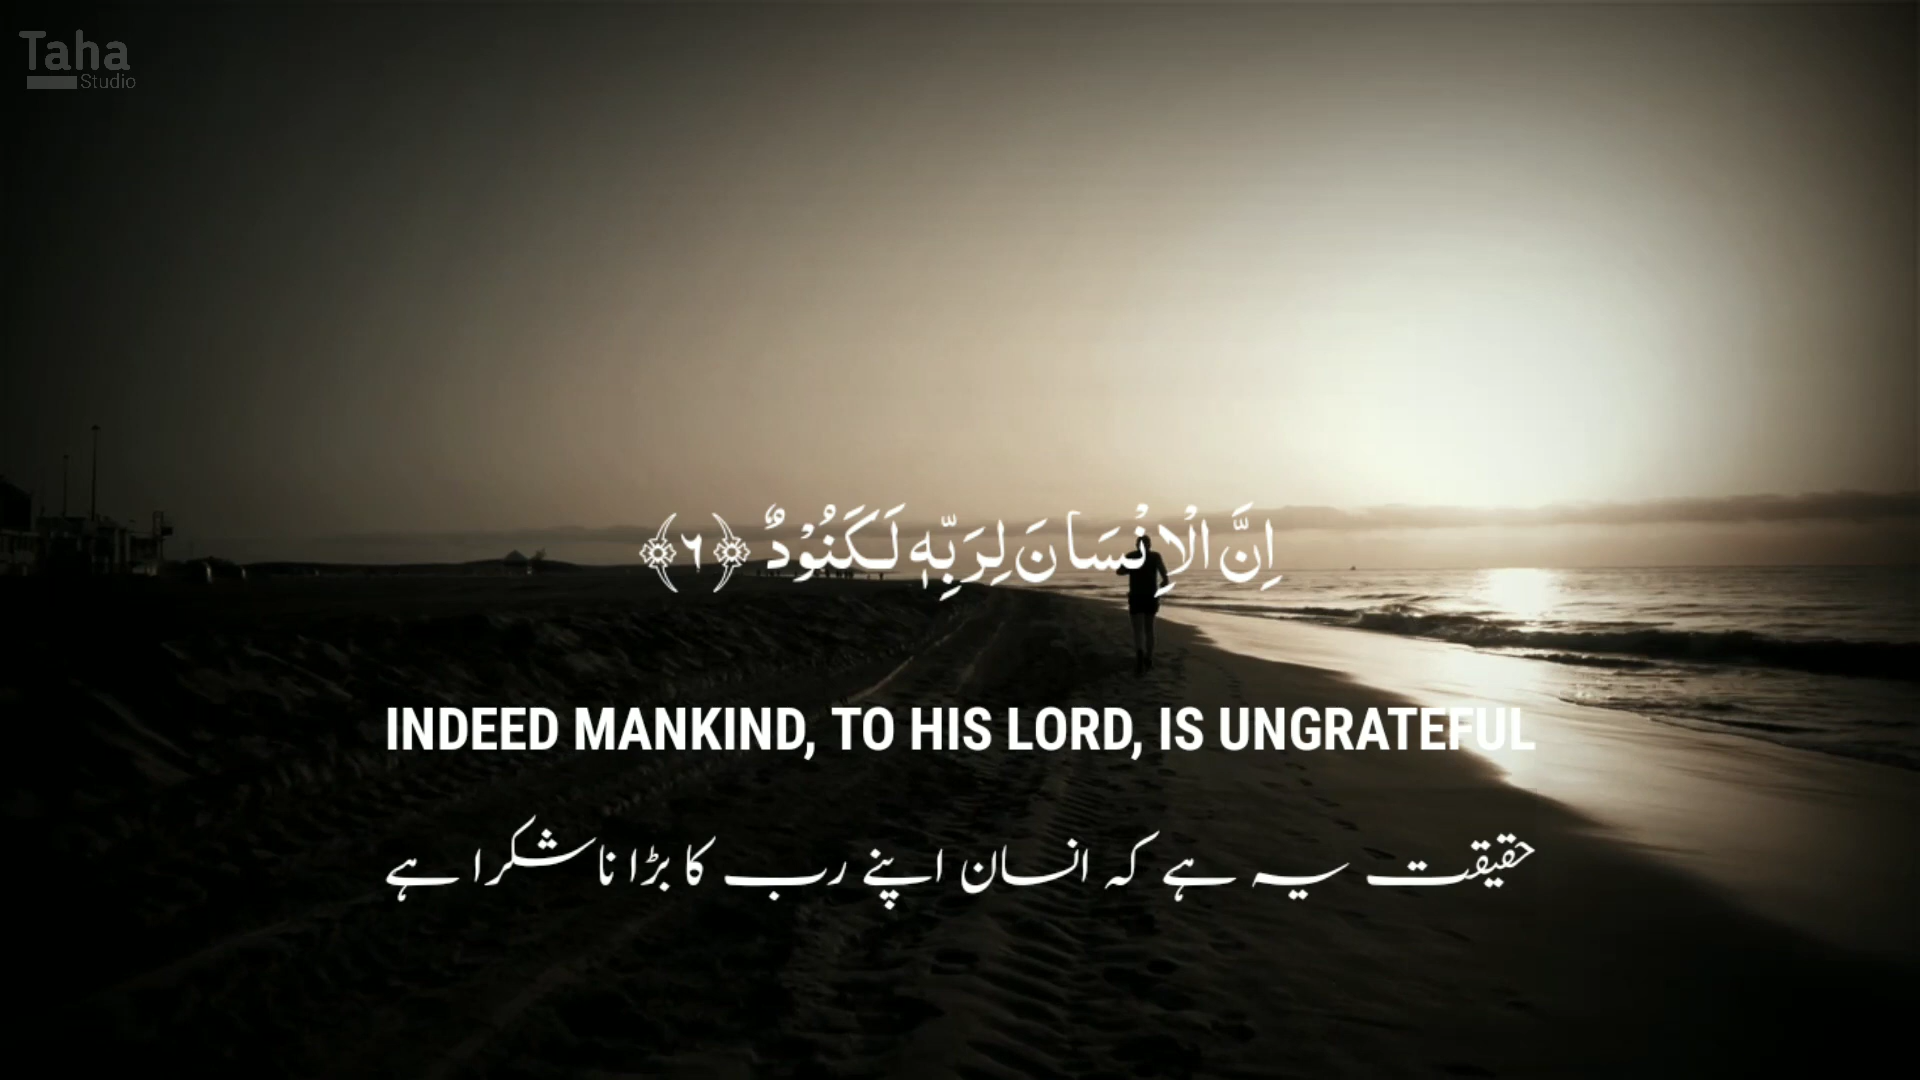 Taha
Studio
اِنَّ الْاِنْسَانَ لِرَبِّهٖ لَـكَنُوْدٌ ﴿٦﴾
INDEED MANKIND, TO HIS LORD, IS UNGRATEFUL
حقیقت یہ ہے کہ انسان اپنے رب کا بڑا ناشکرا ہے